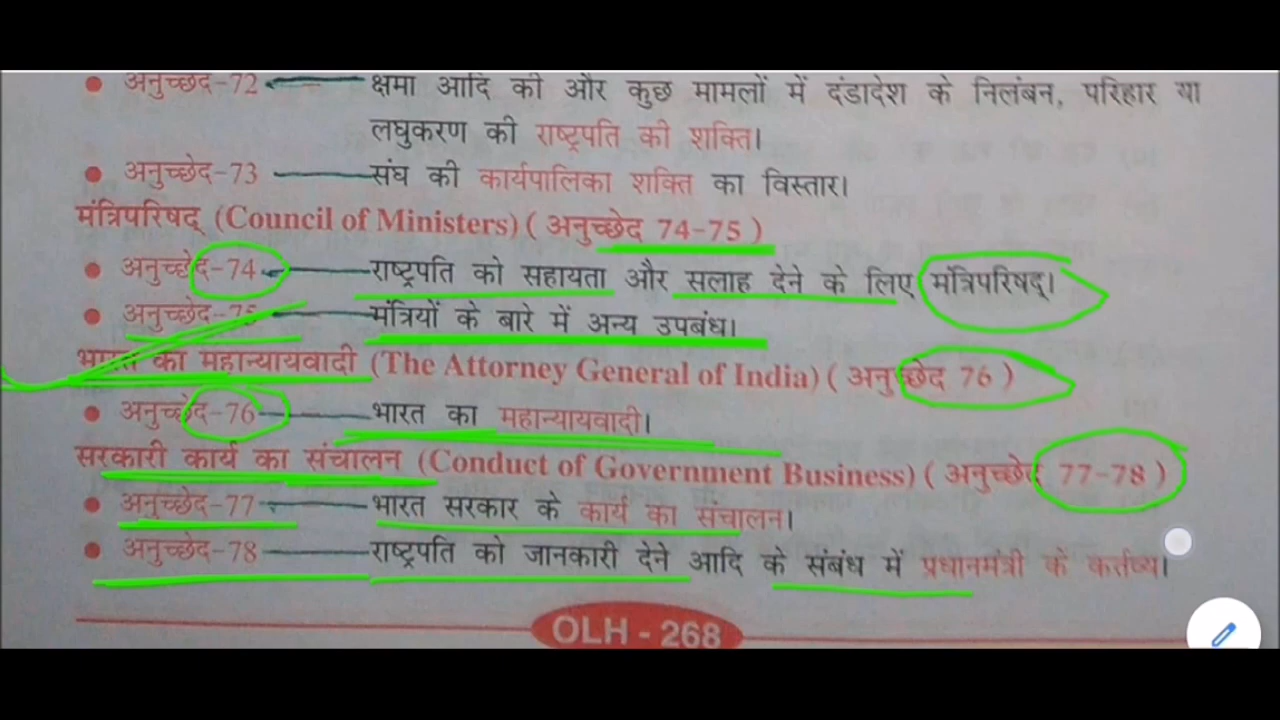 अनुच्छेद-72 क्षमा आदि की और कुछ मामलों में दंडादेश के निलंबन, परिहार या
लघुकरण की राष्ट्रपति की शक्ति।
अनुच्छेद-73 संघ की कार्यपालिका शक्ति का विस्तार।
मंत्रिपरिषद् (Council of Ministers) ( अनुच्छेद 74-75 )
अनुच्छेद-74 राष्ट्रपति को सहायता और सलाह देने के लिए मंत्रिपरिषद्।
अनुच्छेद-75 मंत्रियों के बारे में अन्य उपबंध।
भारत का महान्यायवादी (The Attorney General of India) ( अनुच्छेद 76 )
अनुच्छेद-76 भारत का महान्यायवादी।
सरकारी कार्य का संचालन (Conduct of Government Business) ( अनुच्छेद 77-78 )
अनुच्छेद-77 भारत सरकार के कार्य का संचालन।
अनुच्छेद-78 राष्ट्रपति को जानकारी देने आदि के संबंध में प्रधानमंत्री के कर्तव्य।
OLH - 268